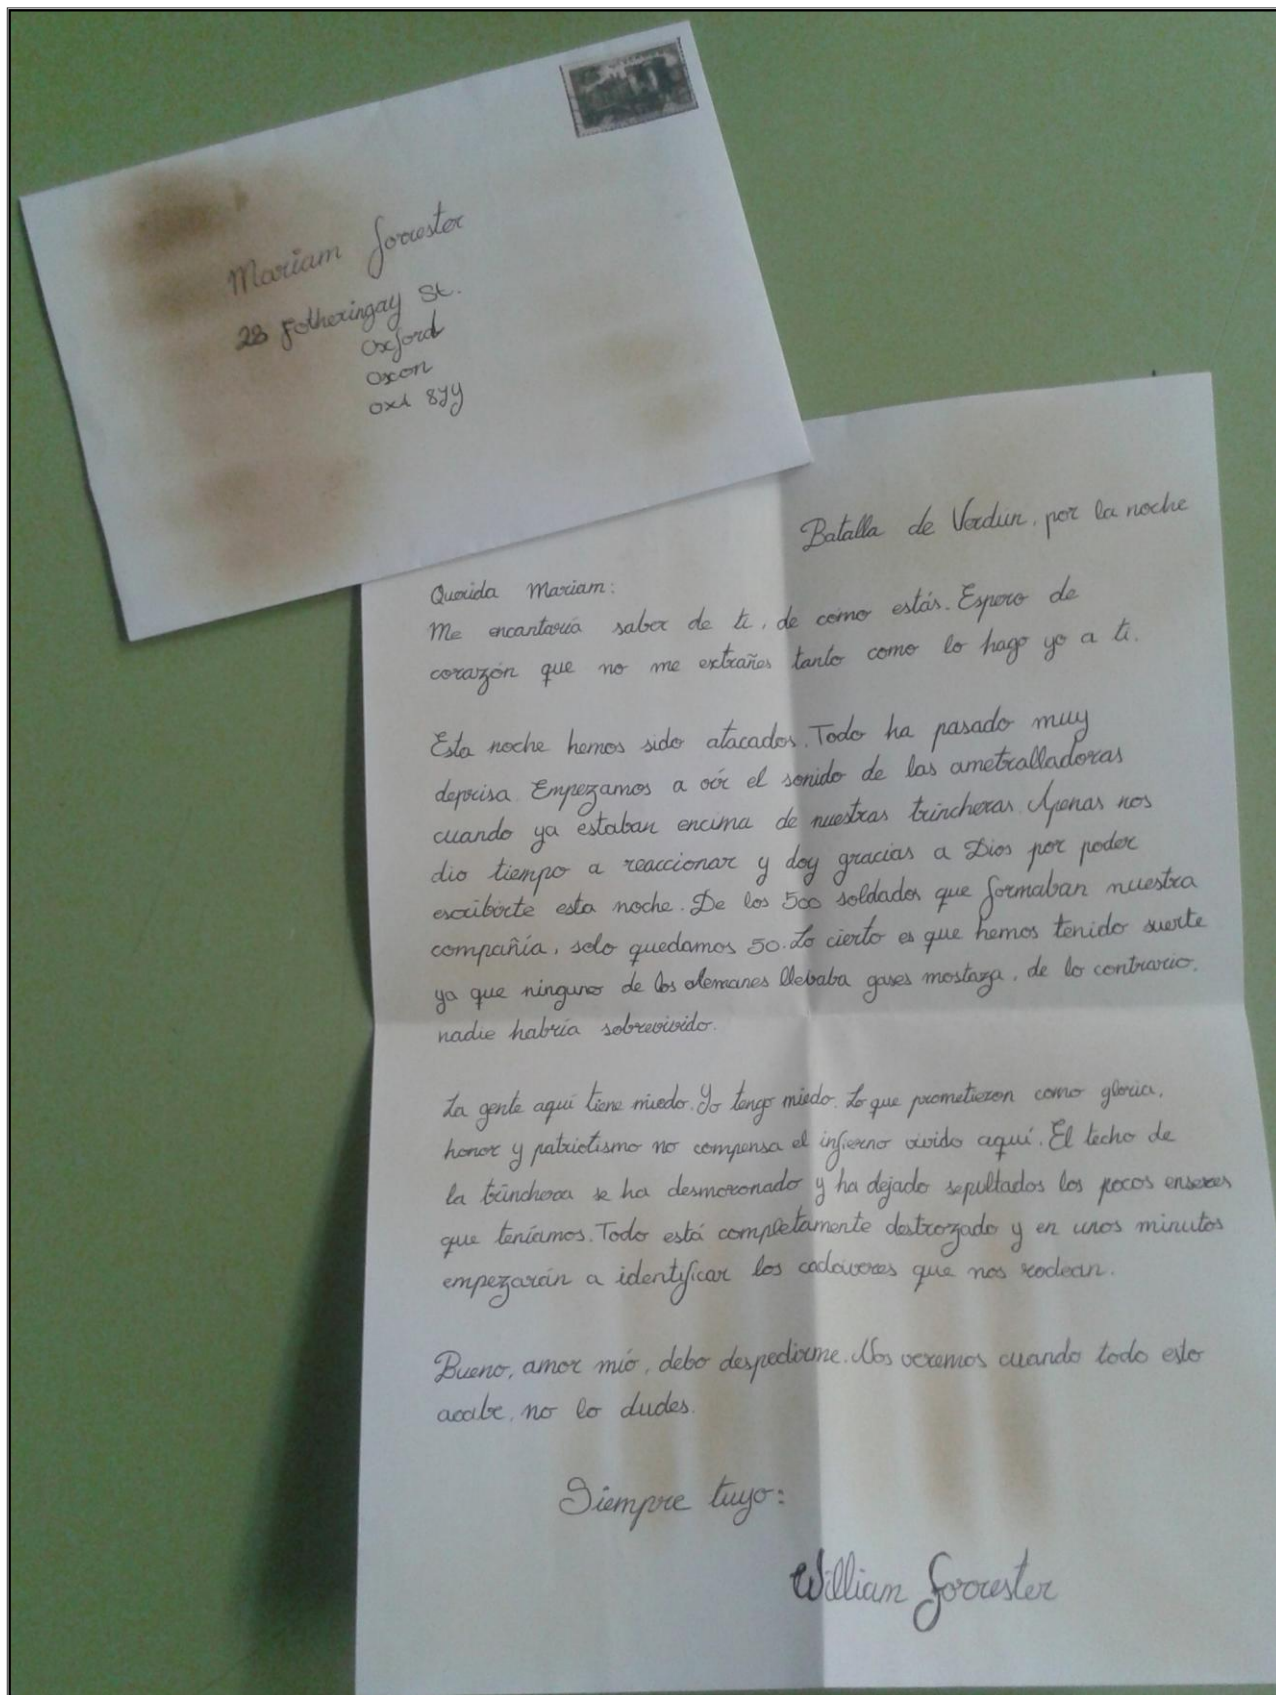 Mariam Forrester
28 Fotheringay St.
Oxford
Oxon
OX1 8YY
Batalla de Verdún, por la noche
Querida Mariam:
Me encantaría saber de ti, de cómo estás. Espero de
corazón que no me extrañes tanto como lo hago yo a ti.
Esta noche hemos sido atacados. Todo ha pasado muy
deprisa. Empezamos a oír el sonido de las ametralladoras
cuando ya estaban encima de nuestras trincheras. Apenas nos
dio tiempo a reaccionar y doy gracias a Dios por poder
escribirte esta noche. De los 500 soldados que formaban nuestra
compañía, solo quedamos 50. Lo cierto es que hemos tenido suerte
ya que ninguno de los alemanes llebaba gases mostaza, de lo contrario,
nadie habría sobrevivido.
La gente aquí tiene miedo. Yo tengo miedo. Lo que prometieron como gloria,
honor y patriotismo no compensa el infierno vivido aquí. El techo de
la trinchera se ha desmoronado y ha dejado sepultados los pocos enseres
que teníamos. Todo está completamente destrozado y en unos minutos
empezarán a identificar los cadáveres que nos rodean.
Bueno, amor mió, debo despedirme. Nos veremos cuando todo esto
acabe, no lo dudes.
Siempre tuyo:
William Forrester